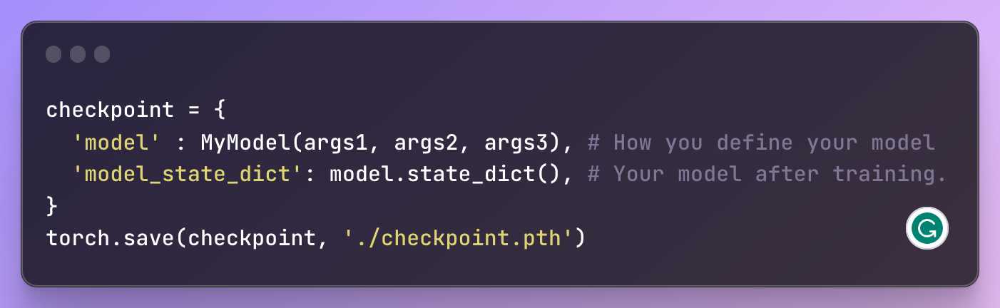 checkpoint = {
  'model' : MyModel(args1, args2, args3), # How you define your model
  'model_state_dict': model.state_dict(), # Your model after training.
}
torch.save(checkpoint, './checkpoint.pth')